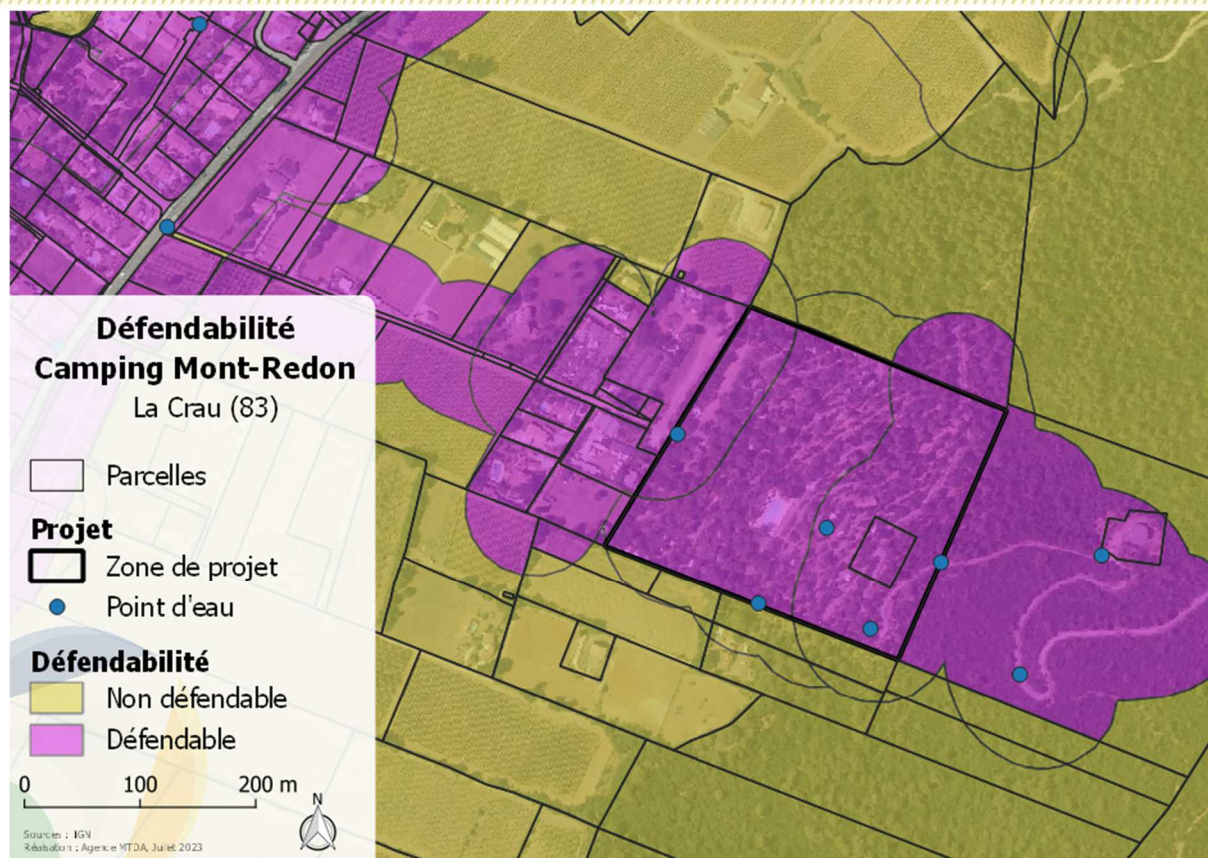 Défendabilité
Camping Mont-Redon
La Crau (83)
Parcelles
Projet
Zone de projet
Point d'eau
Défendabilité
Non défendable
Défendable
0 100 200 m
N
Sources : IGN
Réalisation : Agence MTDA, Juillet 2023